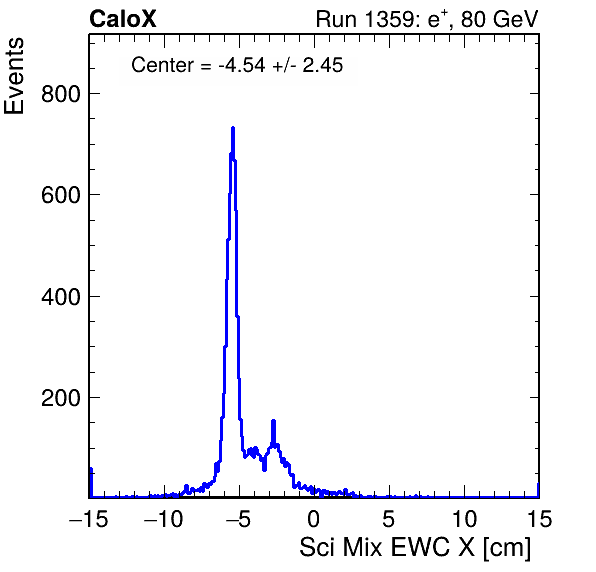 CaloX Run 1359: e+, 80 GeV
Center = -4.54 +/- 2.45
Events
800
600
400
200
−15 −10 −5 0 5 10 15
Sci Mix EWC X [cm]